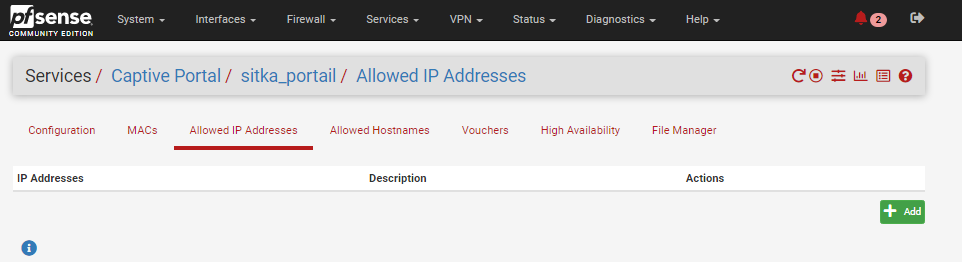 pfsense System Interfaces Firewall Services VPN Status Diagnostics Help 2
COMMUNITY EDITION
Services / Captive Portal / sitka_portail / Allowed IP Addresses
Configuration MACs Allowed IP Addresses Allowed Hostnames Vouchers High Availability File Manager
IP Addresses Description Actions
Add